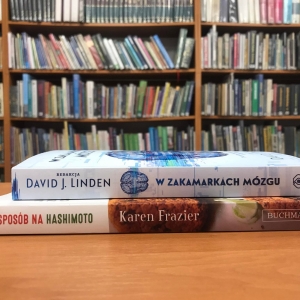 REDAKCJA
DAVID J. LINDEN W ZAKAMARKACH MÓZGU
SPOSÓB NA HASHIMOTO Karen Frazier BUCHMA